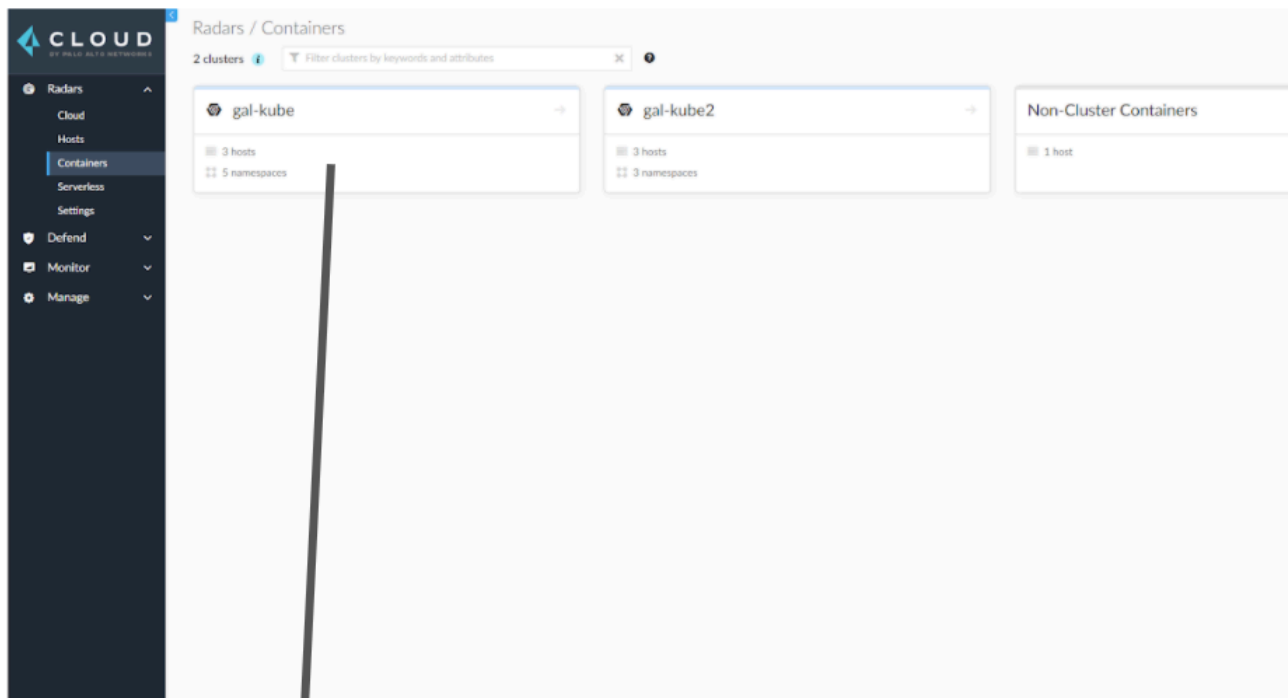 CLOUD
BY PALO ALTO NETWORKS
Radars
Cloud
Hosts
Containers
Serverless
Settings
Defend
Monitor
Manage
Radars / Containers
2 clusters i Filter clusters by keywords and attributes ?
gal-kube
3 hosts
5 namespaces
gal-kube2
3 hosts
3 namespaces
Non-Cluster Containers
1 host